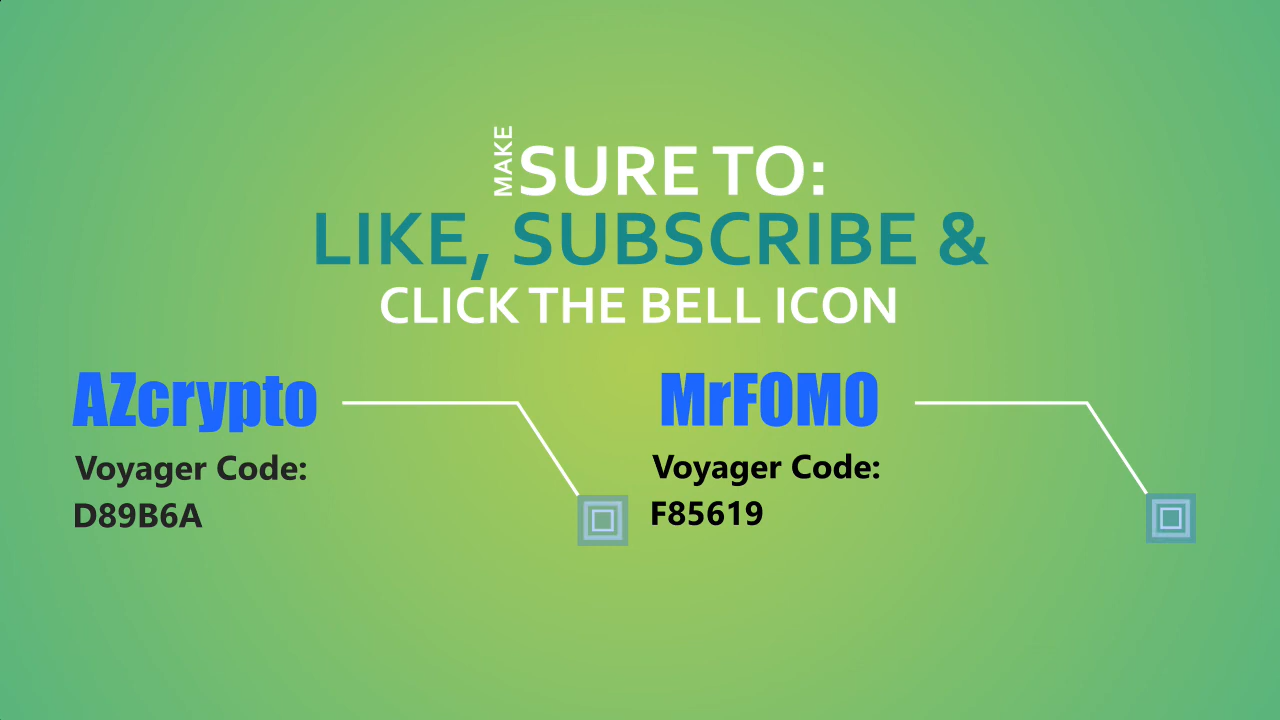 MAKE SURE TO:
LIKE, SUBSCRIBE &
CLICK THE BELL ICON
AZcrypto
Voyager Code:
D89B6A
MrFOMO
Voyager Code:
F85619